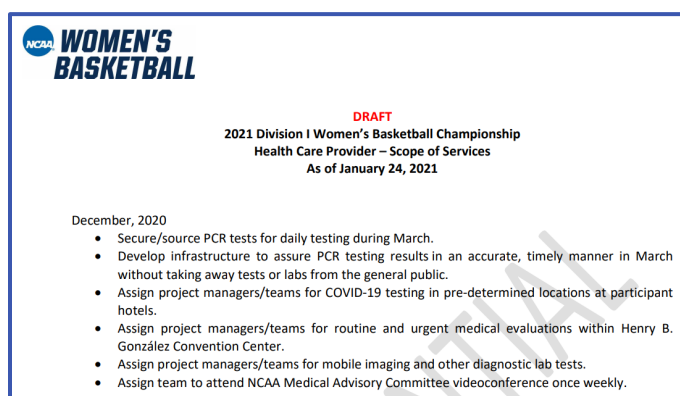 NCAA WOMEN'S
BASKETBALL
DRAFT
2021 Division I Women's Basketball Championship
Health Care Provider – Scope of Services
As of January 24, 2021
December, 2020
• Secure/source PCR tests for daily testing during March.
• Develop infrastructure to assure PCR testing results in an accurate, timely manner in March
without taking away tests or labs from the general public.
• Assign project managers/teams for COVID-19 testing in pre-determined locations at participant
hotels.
• Assign project managers/teams for routine and urgent medical evaluations within Henry B.
González Convention Center.
• Assign project managers/teams for mobile imaging and other diagnostic lab tests.
• Assign team to attend NCAA Medical Advisory Committee videoconference once weekly.